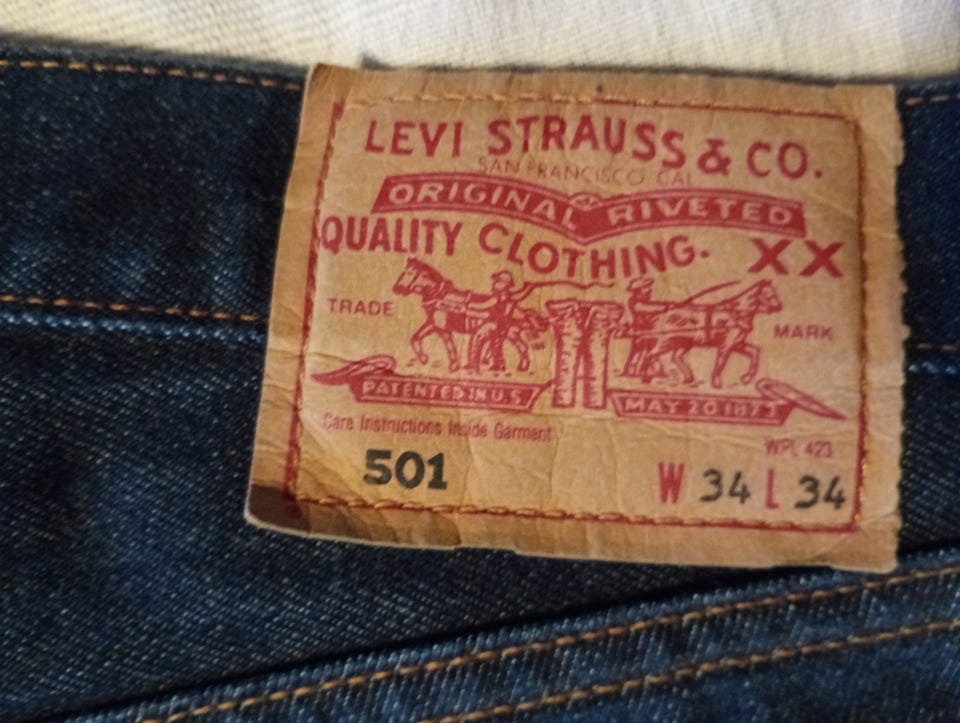 LEVI STRAUSS & CO.
SAN FRANCISCO CAL
ORIGINAL RIVETED
QUALITY CLOTHING. XX
TRADE MARK
PATENTED IN U.S. MAY 20 1873
Care Instructions Inside Garment
WPL 423
501 W 34 L 34